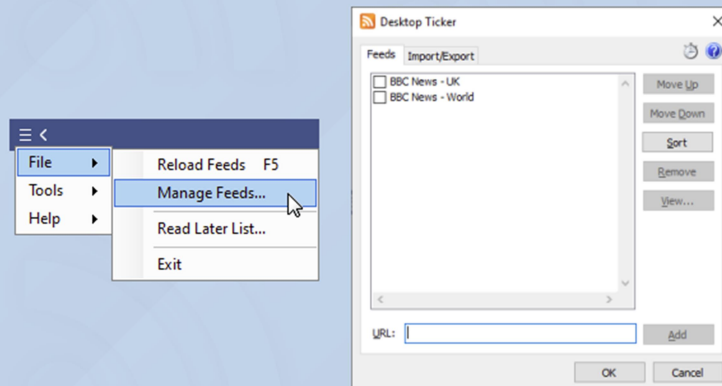 File
Tools
Help
Reload Feeds F5
Manage Feeds...
Read Later List...
Exit
Desktop Ticker
Feeds Import/Export
BBC News - UK
BBC News - World
Move Up
Move Down
Sort
Remove
View...
URL:
Add
OK Cancel